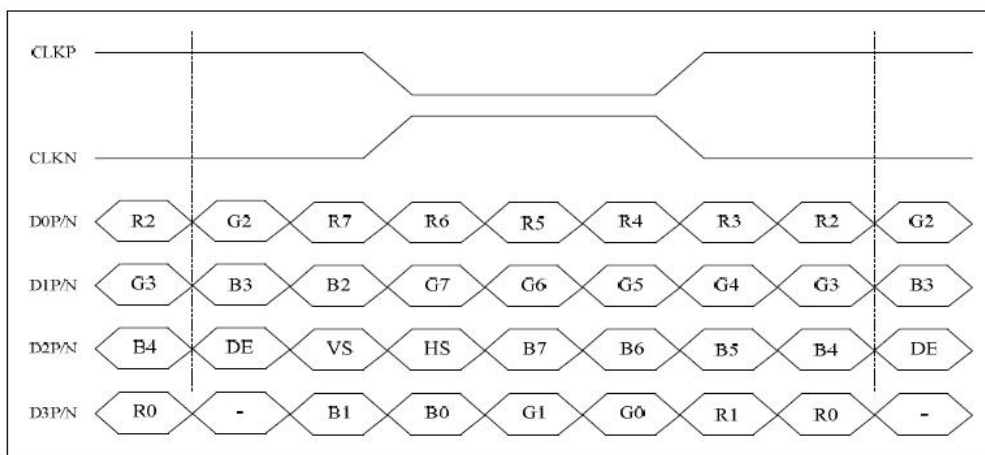 CLKP
CLKN
D0P/N R2 G2 R7 R6 R5 R4 R3 R2 G2
D1P/N G3 B3 B2 G7 G6 G5 G4 G3 B3
D2P/N B4 DE VS HS B7 B6 B5 B4 DE
D3P/N R0 - B1 B0 G1 G0 R1 R0 -